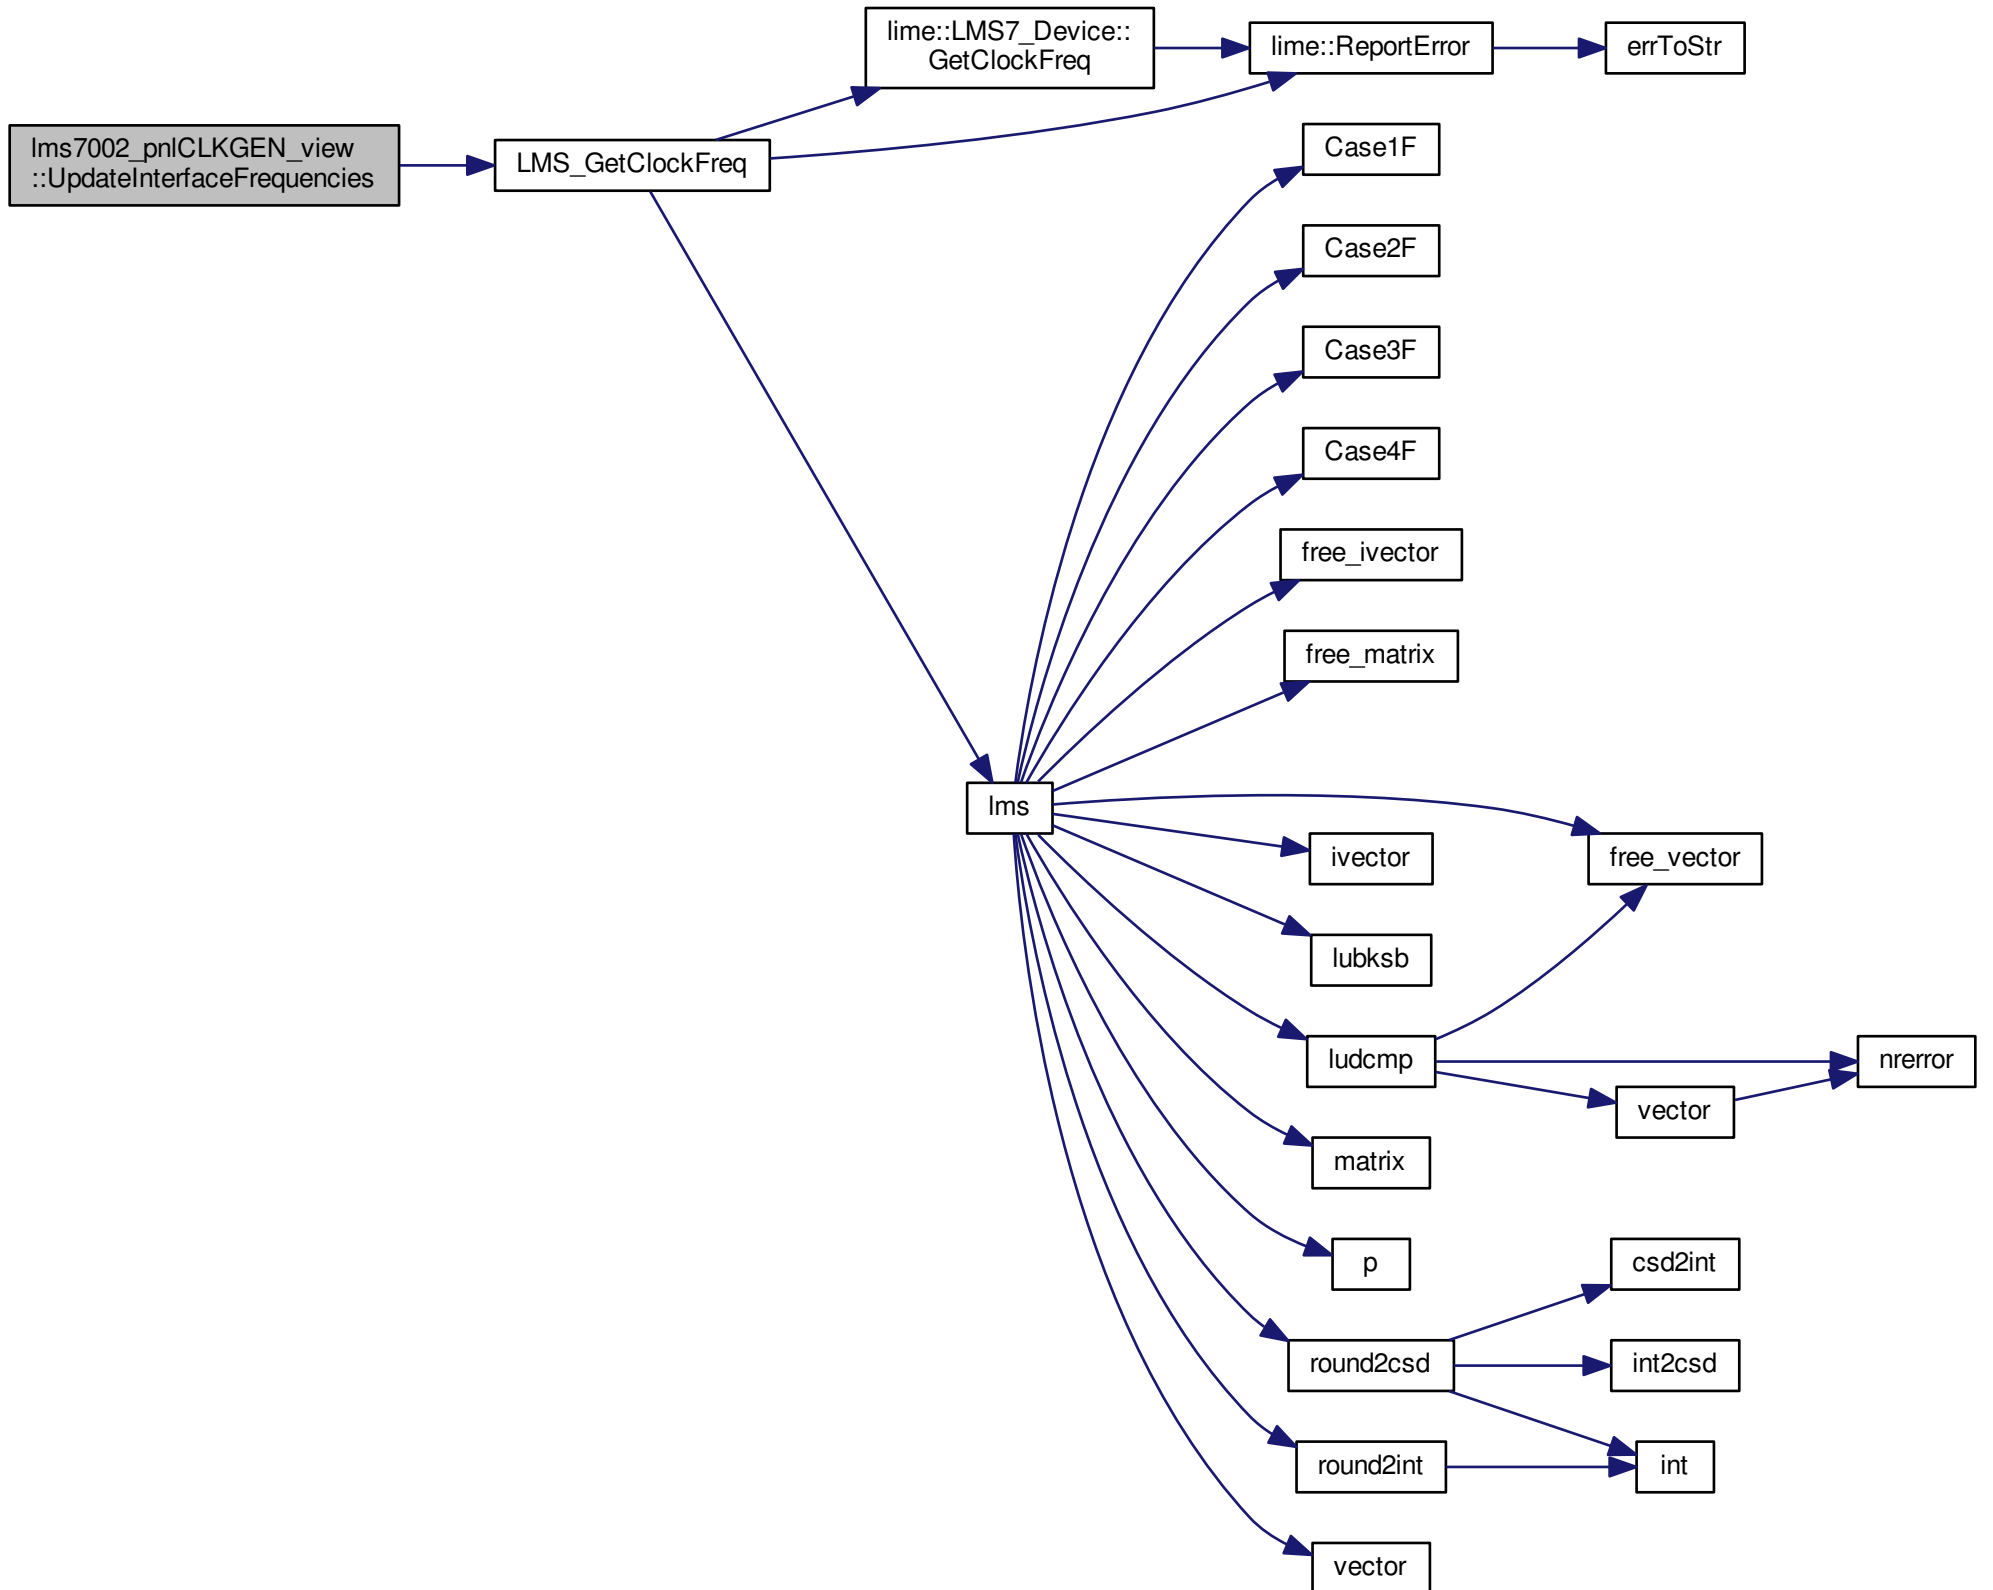 lime::LMS7_Device::
GetClockFreq
lime::ReportError
errToStr
lms7002_pnlCLKGEN_view
::UpdateInterfaceFrequencies
LMS_GetClockFreq
Case1F
Case2F
Case3F
Case4F
free_ivector
free_matrix
lms
free_vector
ivector
lubksb
ludcmp
nrerror
vector
matrix
p
csd2int
round2csd
int2csd
round2int
int
vector